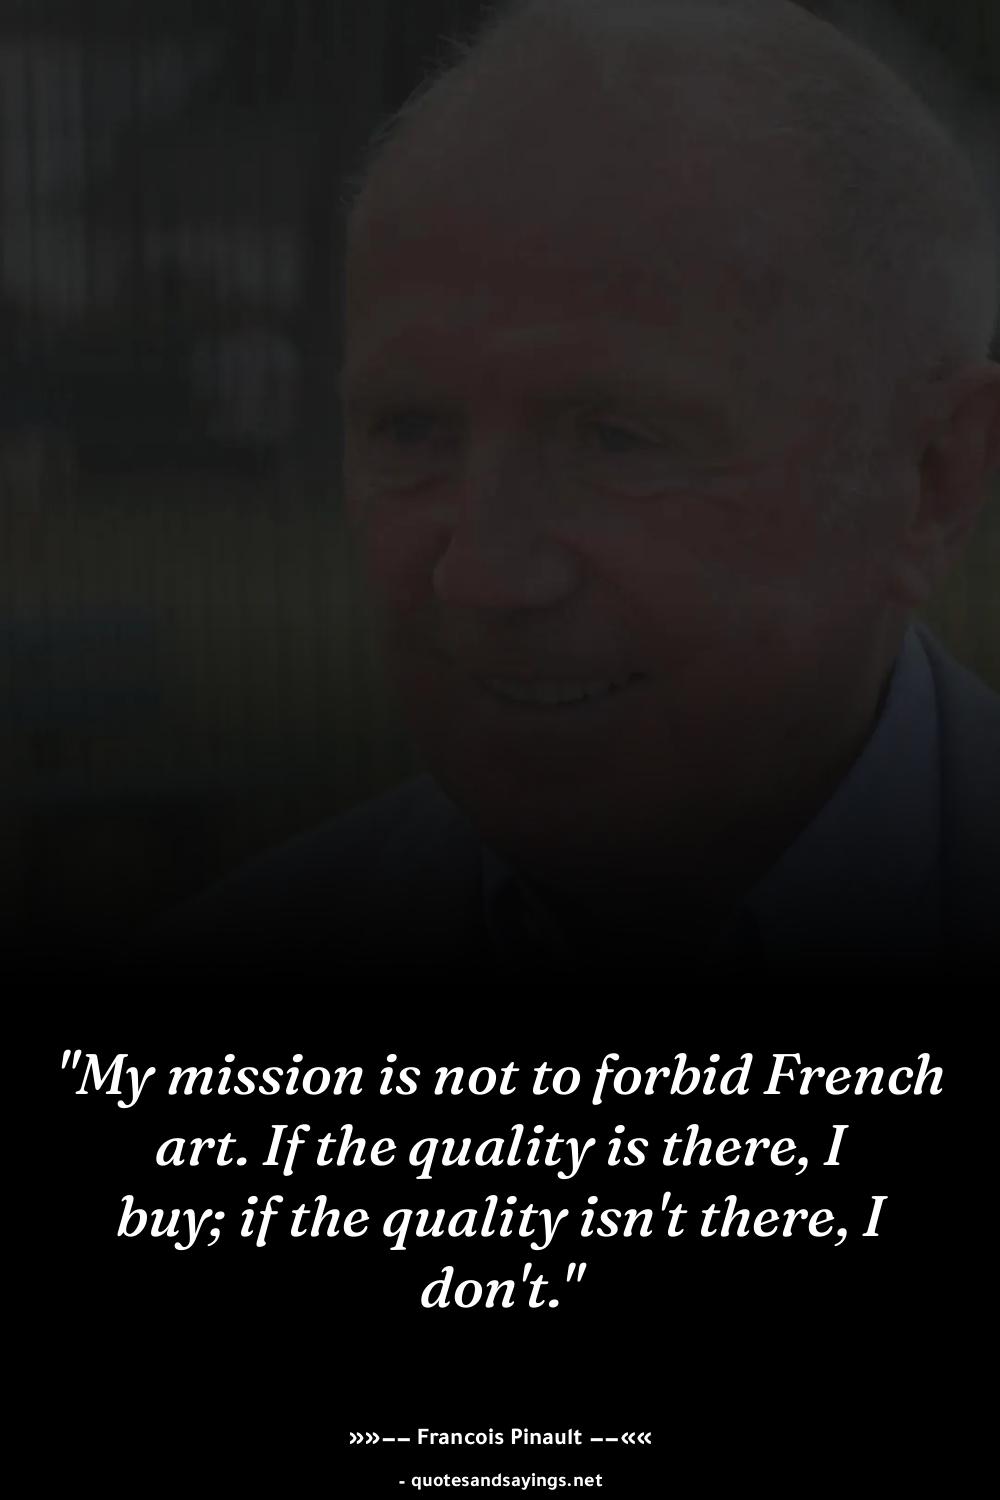 "My mission is not to forbid French
art. If the quality is there, I
buy; if the quality isn't there, I
don't."
»»−− Francois Pinault −−««
- quotesandsayings.net